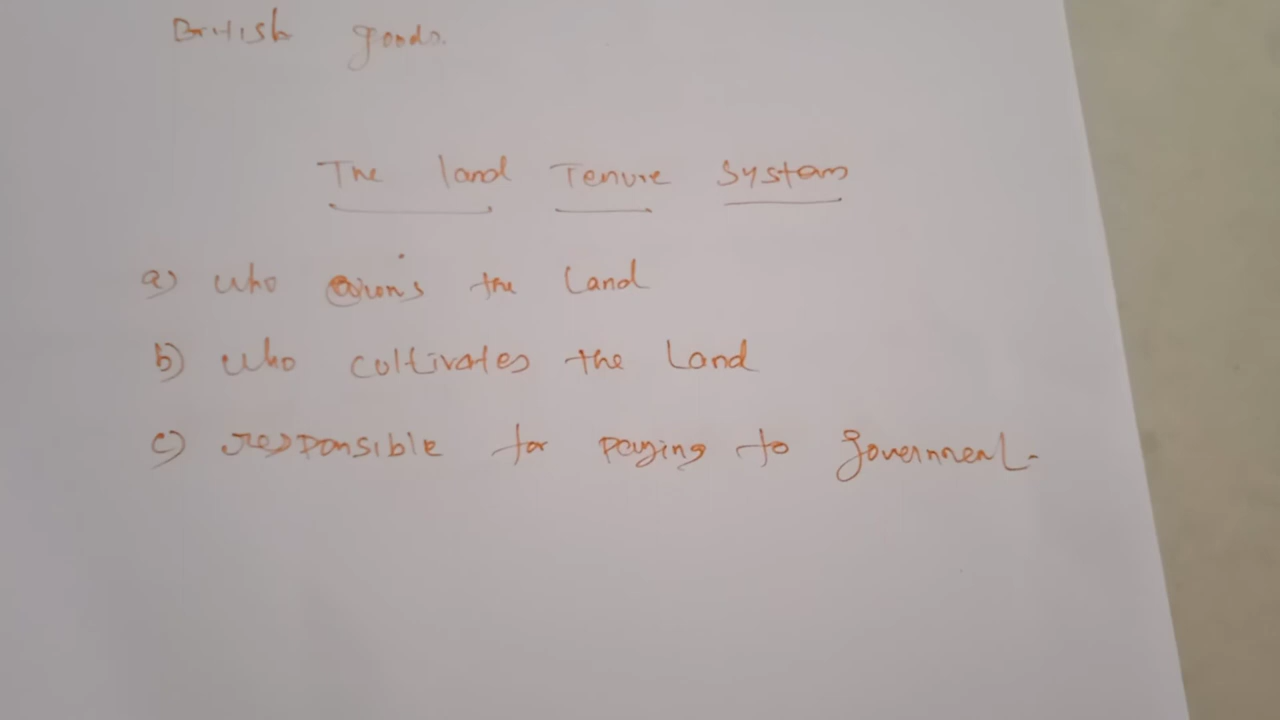 British goods.
The land Tenure System
a) who owns the Land
b) who cultivates the Land
c) responsible for paying to government.